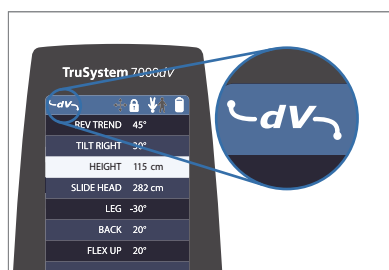 TruSystem 7000dV
dV
dV
REV TREND 45°
TILT RIGHT 30°
HEIGHT 115 cm
SLIDE HEAD 282 cm
LEG -30°
BACK 20°
FLEX UP 20°